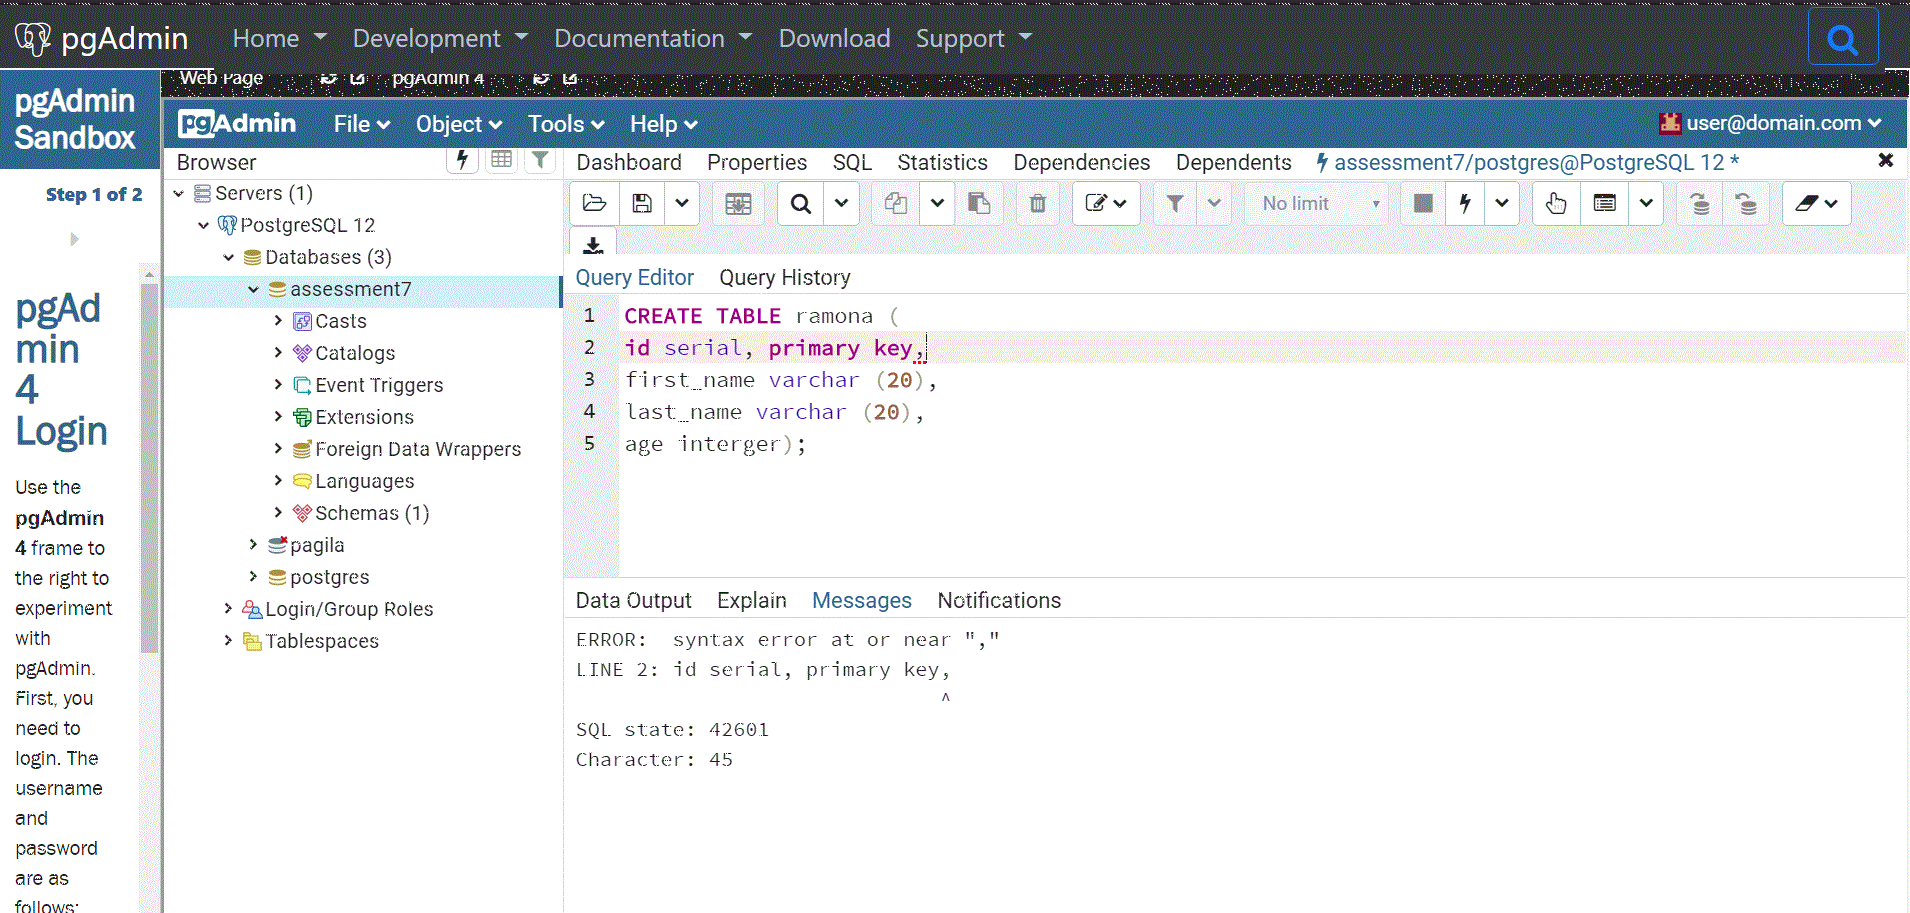 pgAdmin Home Development Documentation Download Support
Web Page pgAdmin 4
pgAdmin
Sandbox
Step 1 of 2
pgAd
min
4
Login
Use the
pgAdmin
4 frame to
the right to
experiment
with
pgAdmin.
First, you
need to
login. The
username
and
password
are as
follows:
pgAdmin File Object Tools Help user@domain.com
Browser
Servers (1)
PostgreSQL 12
Databases (3)
assessment7
Casts
Catalogs
Event Triggers
Extensions
Foreign Data Wrappers
Languages
Schemas (1)
pagila
postgres
Login/Group Roles
Tablespaces
Dashboard Properties SQL Statistics Dependencies Dependents assessment7/postgres@PostgreSQL 12 *
No limit
Query Editor Query History
1 CREATE TABLE ramona (
2 id serial, primary key,
3 first_name varchar (20),
4 last_name varchar (20),
5 age interger);
Data Output Explain Messages Notifications
ERROR:  syntax error at or near ","
LINE 2: id serial, primary key,
^
SQL state: 42601
Character: 45